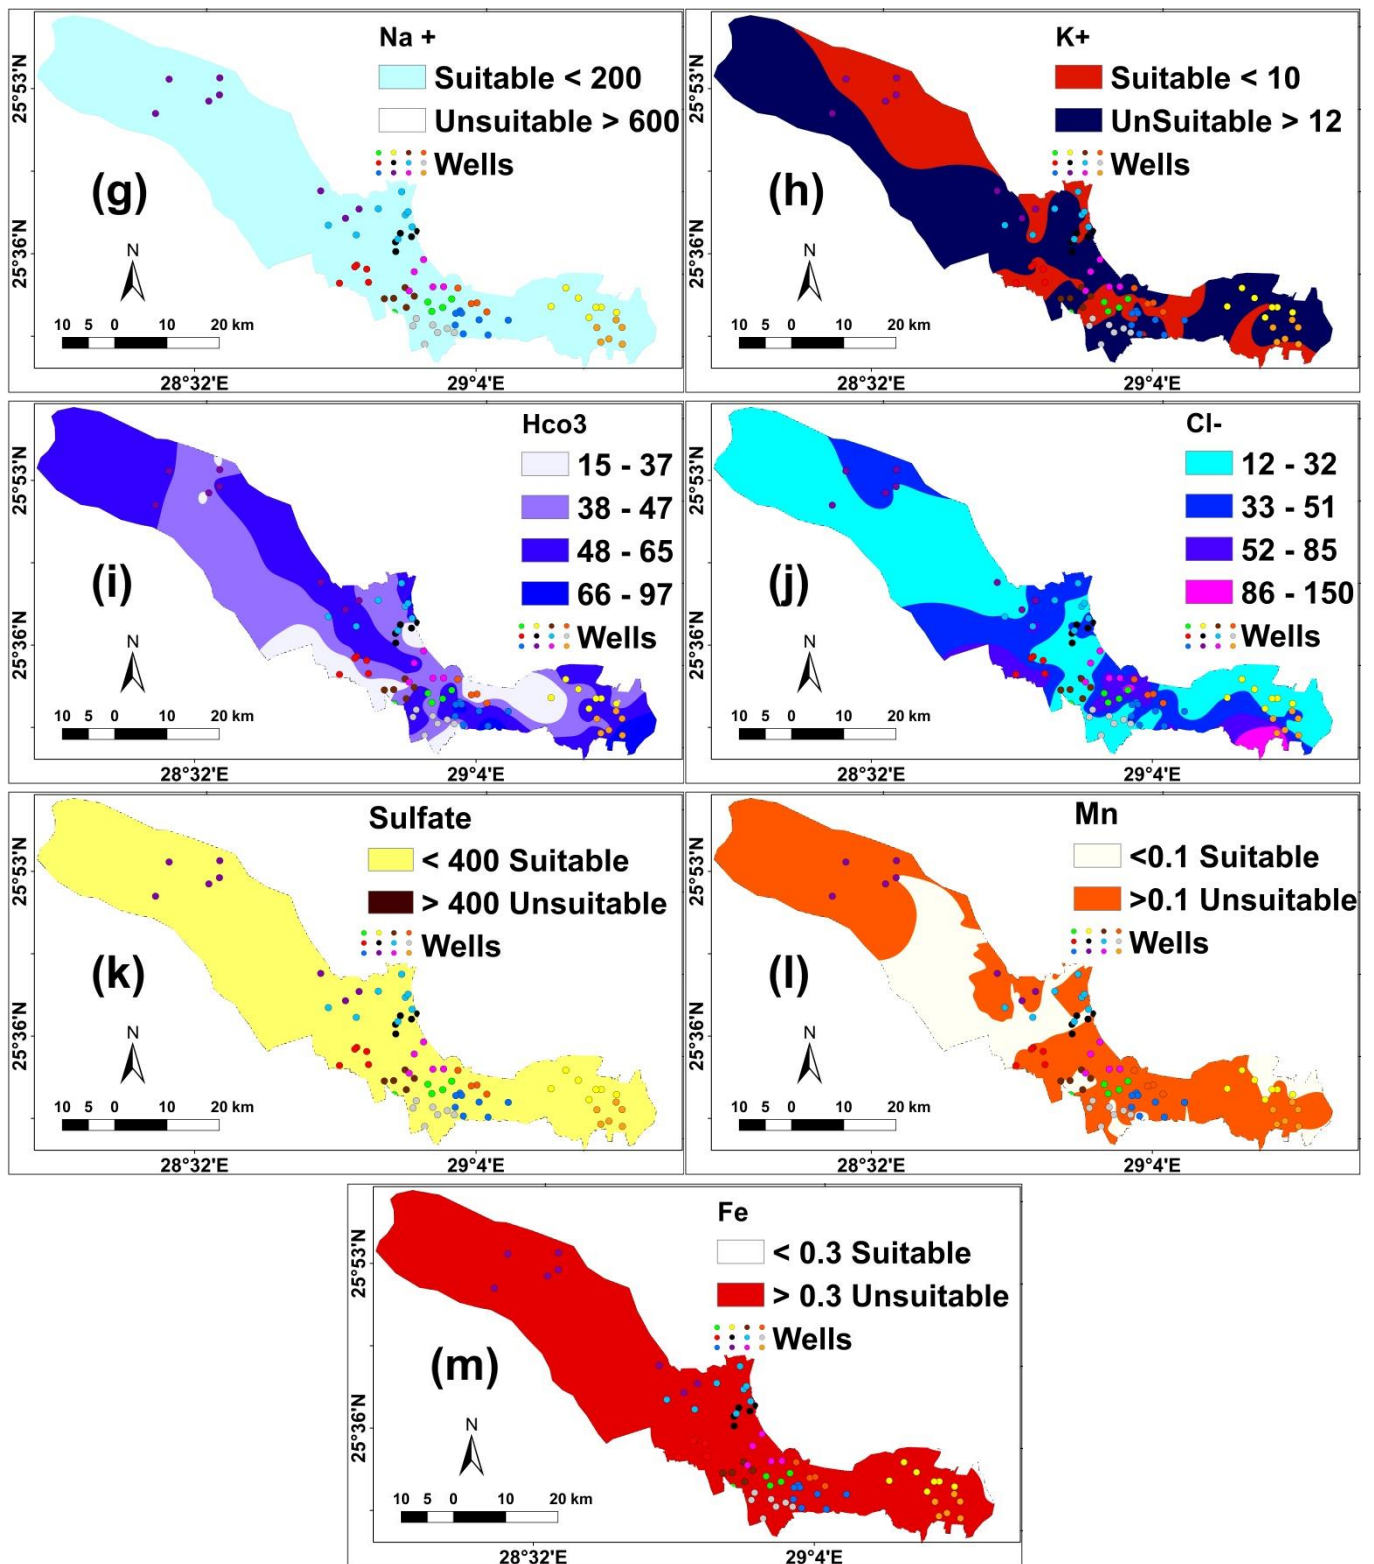 Na +
Suitable < 200
Unsuitable > 600
Wells
(g)
N
10 5 0 10 20 km
25°53'N
25°36'N
28°32'E 29°4'E
K+
Suitable < 10
UnSuitable > 12
Wells
(h)
N
10 5 0 10 20 km
25°53'N
25°36'N
28°32'E 29°4'E
Hco3
15 - 37
38 - 47
48 - 65
66 - 97
Wells
(i)
N
10 5 0 10 20 km
25°53'N
25°36'N
28°32'E 29°4'E
Cl-
12 - 32
33 - 51
52 - 85
86 - 150
Wells
(j)
N
10 5 0 10 20 km
25°53'N
25°36'N
28°32'E 29°4'E
Sulfate
< 400 Suitable
> 400 Unsuitable
Wells
(k)
N
10 5 0 10 20 km
25°53'N
25°36'N
28°32'E 29°4'E
Mn
<0.1 Suitable
>0.1 Unsuitable
Wells
(l)
N
10 5 0 10 20 km
25°53'N
25°36'N
28°32'E 29°4'E
Fe
< 0.3 Suitable
> 0.3 Unsuitable
Wells
(m)
N
10 5 0 10 20 km
25°53'N
25°36'N
28°32'E 29°4'E